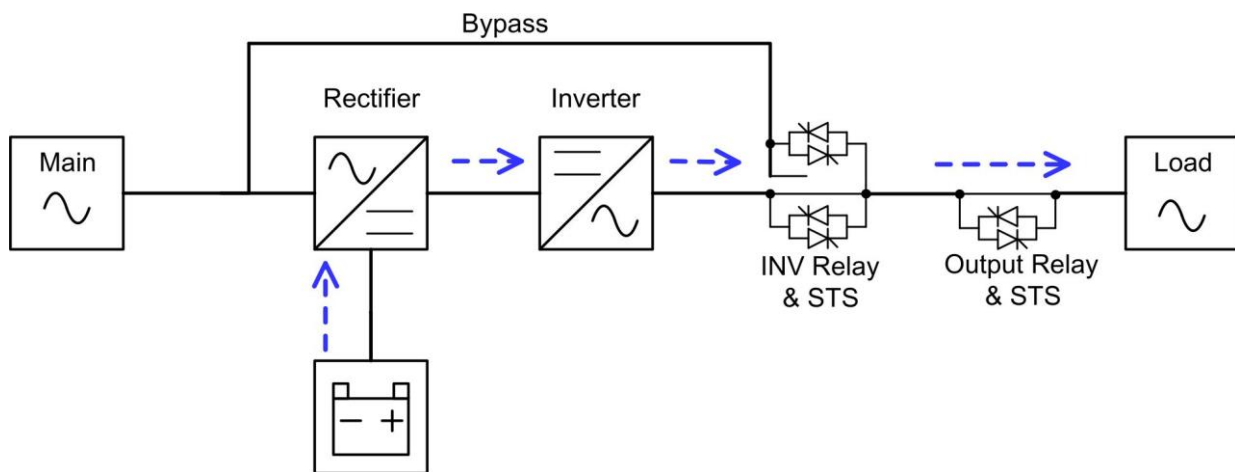 Bypass
Rectifier
Inverter
Main
Load
INV Relay
& STS
Output Relay
& STS